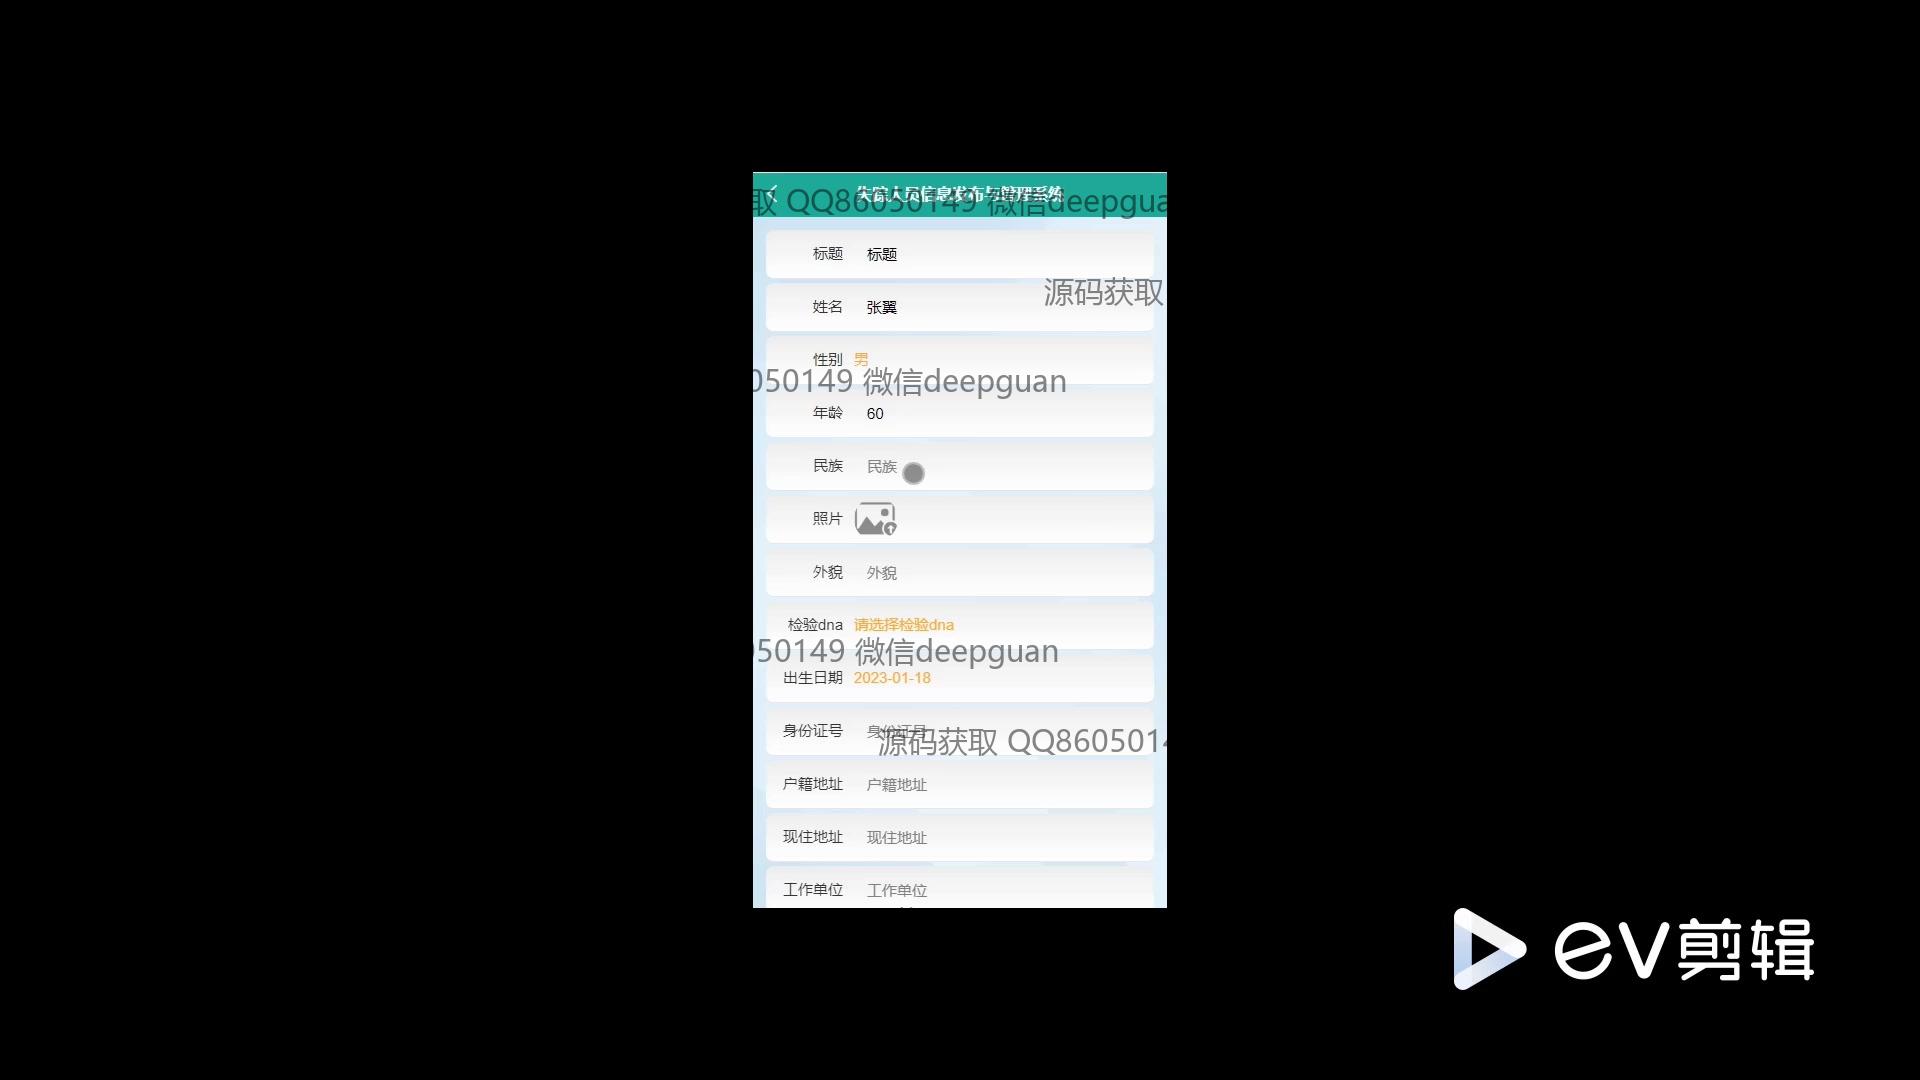 失踪人员信息发布与管理系统
取 QQ86050149 微信deepgua
标题 标题
源码获取
姓名 张翼
性别 男
050149 微信deepguan
年龄 60
民族 民族
照片
外貌 外貌
检验dna 请选择检验dna
50149 微信deepguan
出生日期 2023-01-18
身份证号 身份证号
源码获取 QQ8605014
户籍地址 户籍地址
现住地址 现住地址
工作单位 工作单位
ev剪辑